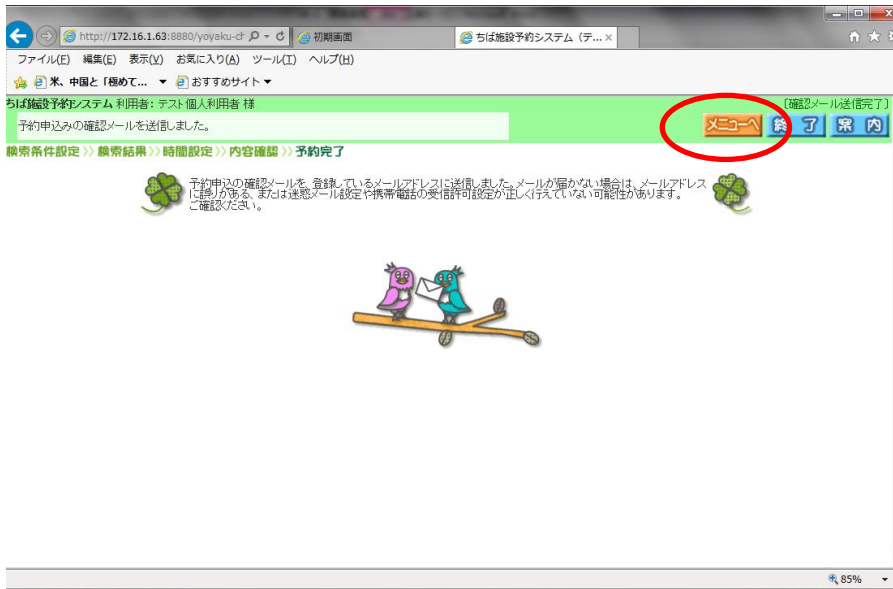 http://172.16.1.63:8880/yoyaku-ch
初期画面
ちば施設予約システム (テ...
ファイル(F) 編集(E) 表示(V) お気に入り(A) ツール(T) ヘルプ(H)
米、中国と「極めて... おすすめサイト
ちば施設予約システム 利用者：テスト個人利用者 様 〔確認メール送信完了〕
予約申込みの確認メールを送信しました。 メニューへ 終了 案内
検索条件設定》検索結果》時間設定》内容確認》予約完了
予約申込の確認メールを、登録しているメールアドレスに送信しました。メールが届かない場合は、メールアドレス
に誤りがある、または迷惑メール設定や携帯電話の受信許可設定が正しく行えていない可能性があります。
ご確認ください。
85%